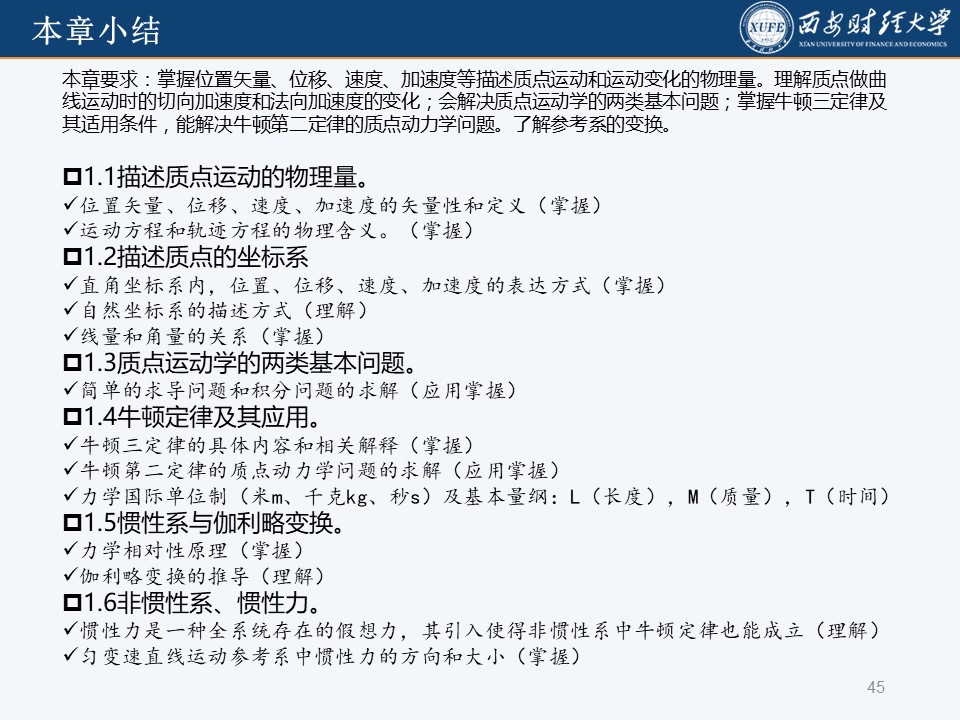 本章小结
XUFE
西安财经大学
XI'AN UNIVERSITY OF FINANCE AND ECONOMICS
本章要求：掌握位置矢量、位移、速度、加速度等描述质点运动和运动变化的物理量。理解质点做曲
线运动时的切向加速度和法向加速度的变化；会解决质点运动学的两类基本问题；掌握牛顿三定律及
其适用条件，能解决牛顿第二定律的质点动力学问题。了解参考系的变换。
1.1描述质点运动的物理量。
✓位置矢量、位移、速度、加速度的矢量性和定义（掌握）
✓运动方程和轨迹方程的物理含义。（掌握）
1.2描述质点的坐标系
✓直角坐标系内，位置、位移、速度、加速度的表达方式（掌握）
✓自然坐标系的描述方式（理解）
✓线量和角量的关系（掌握）
1.3质点运动学的两类基本问题。
✓简单的求导问题和积分问题的求解（应用掌握）
1.4牛顿定律及其应用。
✓牛顿三定律的具体内容和相关解释（掌握）
✓牛顿第二定律的质点动力学问题的求解（应用掌握）
✓力学国际单位制（米m、千克kg、秒s）及基本量纲：L（长度），M（质量），T（时间）
1.5惯性系与伽利略变换。
✓力学相对性原理（掌握）
✓伽利略变换的推导（理解）
1.6非惯性系、惯性力。
✓惯性力是一种全系统存在的假想力，其引入使得非惯性系中牛顿定律也能成立（理解）
✓匀变速直线运动参考系中惯性力的方向和大小（掌握）
45